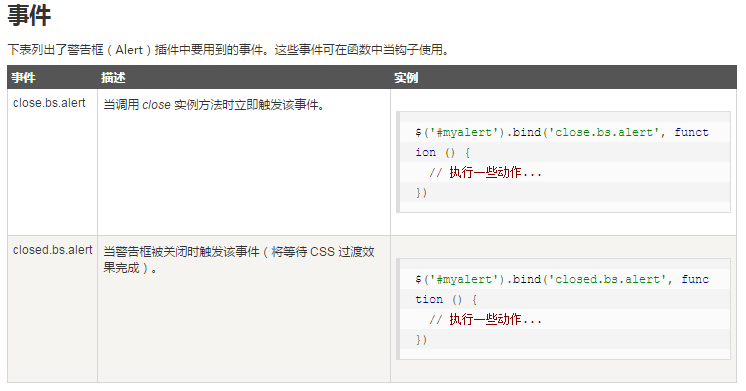 事件
下表列出了警告框（Alert）插件中要用到的事件。这些事件可在函数中当钩子使用。
事件 描述 实例
close.bs.alert 当调用 close 实例方法时立即触发该事件。
$('#myalert').bind('close.bs.alert', funct
ion () {
// 执行一些动作...
})
closed.bs.alert 当警告框被关闭时触发该事件（将等待 CSS 过渡效
果完成）。
$('#myalert').bind('closed.bs.alert', func
tion () {
// 执行一些动作...
})